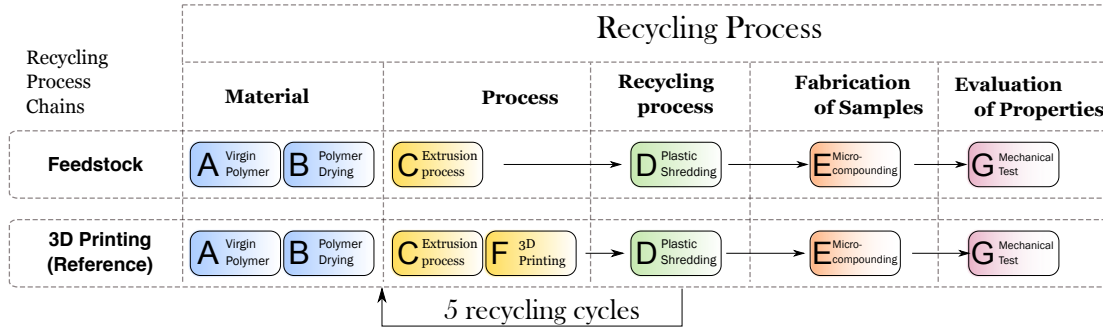 Recycling Process
Recycling
Process
Chains
Material
Process
Recycling
process
Fabrication
of Samples
Evaluation
of Properties
Feedstock
A Virgin
Polymer
B Polymer
Drying
C Extrusion
process
D Plastic
Shredding
E Micro-
compounding
G Mechanical
Test
3D Printing
(Reference)
A Virgin
Polymer
B Polymer
Drying
C Extrusion
process
F 3D
Printing
D Plastic
Shredding
E Micro-
compounding
G Mechanical
Test
5 recycling cycles